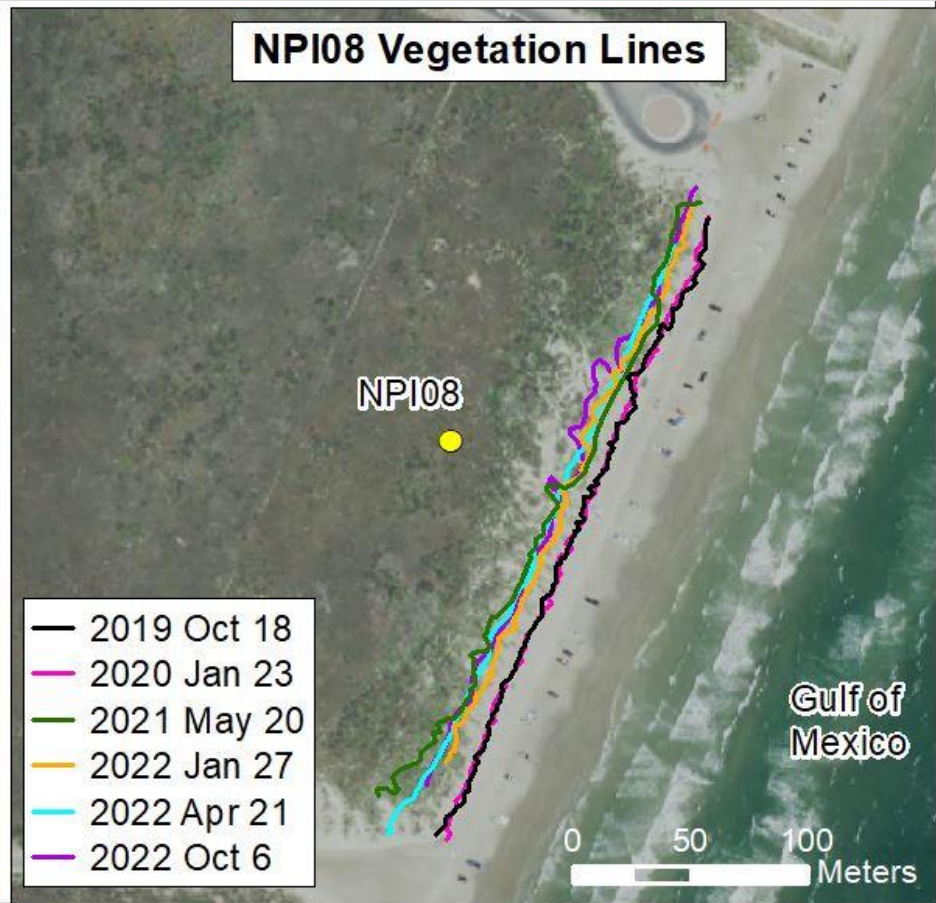 NPI08 Vegetation Lines
NPI08
2019 Oct 18
2020 Jan 23
2021 May 20
2022 Jan 27
2022 Apr 21
2022 Oct 6
Gulf of
Mexico
0 50 100
Meters